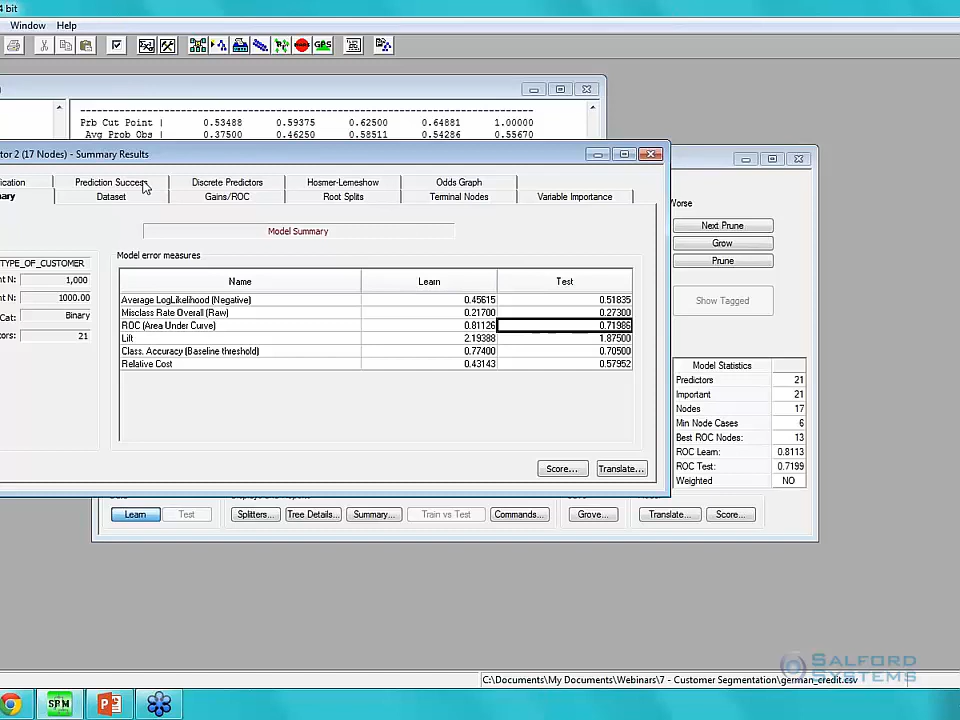 4 bit
Window Help
Prb Cut Point | 0.53488 0.59375 0.62500 0.64881 1.00000
Avg Prob Obs | 0.37500 0.46250 0.58511 0.54286 0.55670
tor 2 (17 Nodes) - Summary Results
ication Prediction Success Discrete Predictors Hosmer-Lemeshow Odds Graph
mary Dataset Gains/ROC Root Splits Terminal Nodes Variable Importance
Worse
Next Prune
Grow
Prune
Show Tagged
Model Summary
Model error measures
TYPE_OF_CUSTOMER
nt N: 1,000
nt N: 1000.00
Cat: Binary
tors: 21
Name Learn Test
Average LogLikelihood (Negative) 0.45615 0.51835
Misclass Rate Overall (Raw) 0.21700 0.27300
ROC (Area Under Curve) 0.81126 0.71986
Lift 2.19388 1.87500
Class. Accuracy (Baseline threshold) 0.77400 0.70500
Relative Cost 0.43143 0.57952
Score... Translate...
Model Statistics
Predictors 21
Important 21
Nodes 17
Min Node Cases 6
Best ROC Nodes: 13
ROC Learn: 0.8113
ROC Test: 0.7199
Weighted NO
Learn Test Splitters... Tree Details... Summary... Train vs Test Commands... Grove... Translate... Score...
SALFORD
SYSTEMS
C:\Documents\My Documents\Webinars\7 - Customer Segmentation\german_credit.csv
SPM